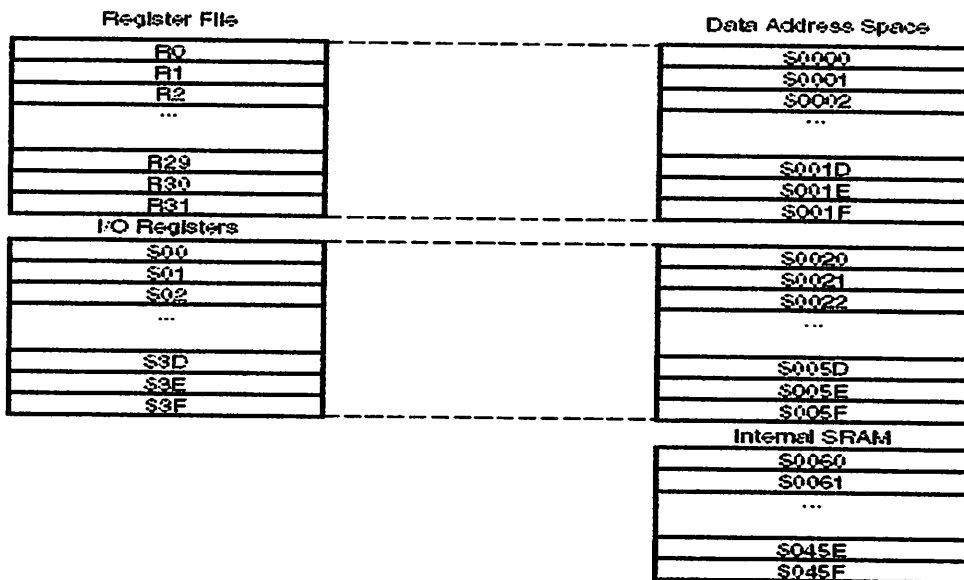 Register File
R0
R1
R2
...
R29
R30
R31
I/O Registers
$00
$01
$02
...
$3D
$3E
$3F
Data Address Space
$0000
$0001
$0002
...
$001D
$001E
$001F
$0020
$0021
$0022
...
$005D
$005E
$005F
Internal SRAM
$0060
$0061
...
$045E
$045F